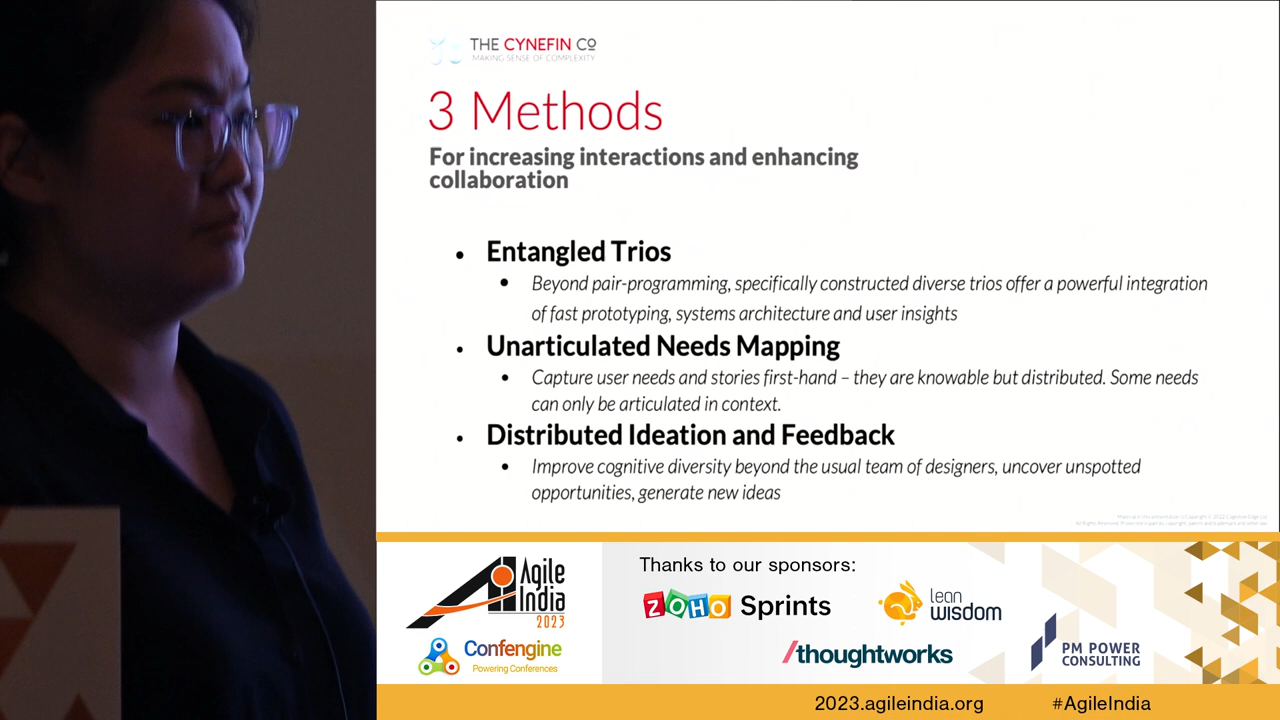 THE CYNEFIN Cº
MAKING SENSE OF COMPLEXITY
3 Methods
For increasing interactions and enhancing
collaboration
• Entangled Trios
• Beyond pair-programming, specifically constructed diverse trios offer a powerful integration
of fast prototyping, systems architecture and user insights
• Unarticulated Needs Mapping
• Capture user needs and stories first-hand – they are knowable but distributed. Some needs
can only be articulated in context.
• Distributed Ideation and Feedback
• Improve cognitive diversity beyond the usual team of designers, uncover unspotted
opportunities, generate new ideas
Agile
India
2023
Confengine
Powering Conferences
Thanks to our sponsors:
ZOHO Sprints
lean
wisdom
/thoughtworks
PM POWER
CONSULTING
2023.agileindia.org
#AgileIndia